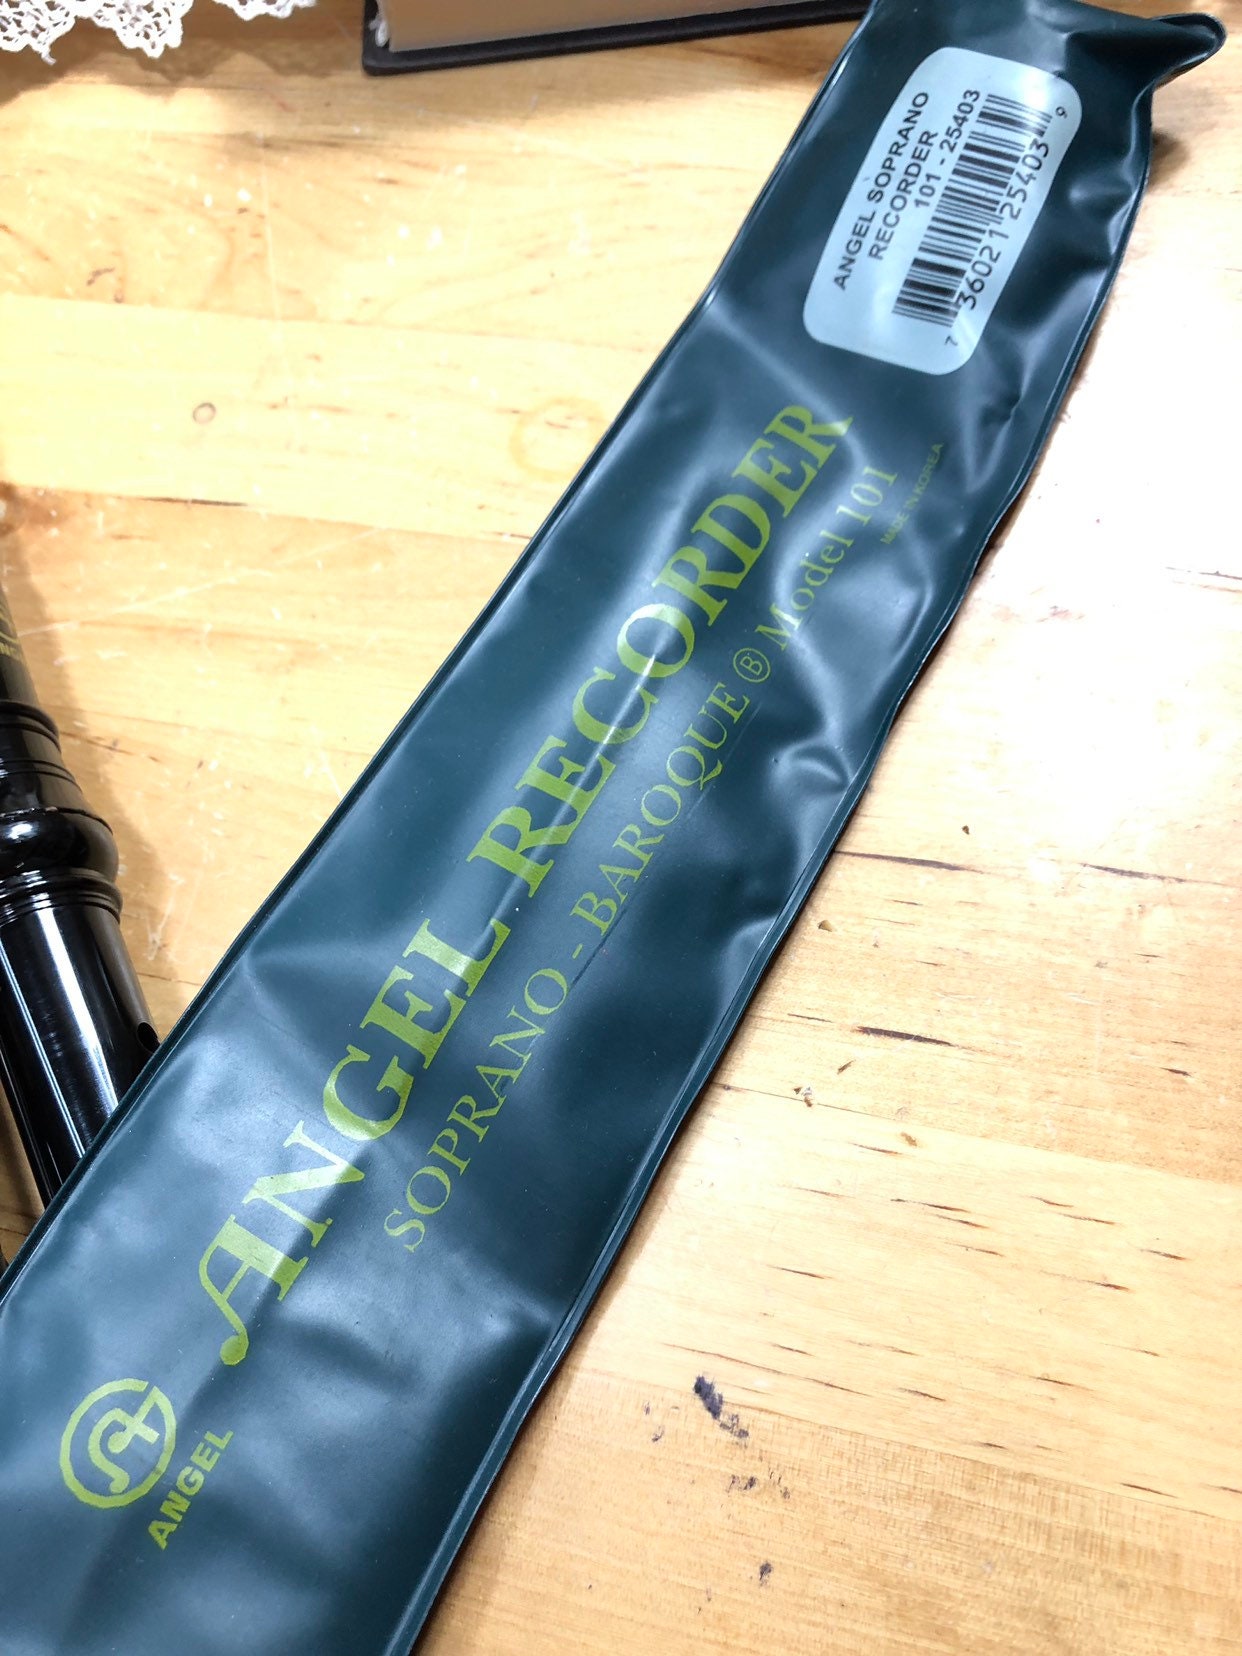 ANGEL SOPRANO
RECORDER
101 - 25403
7 36021 25403 9
ANGEL RECORDER
SOPRANO - BAROQUE Ⓑ Model 101
MADE IN KOREA
ANGEL